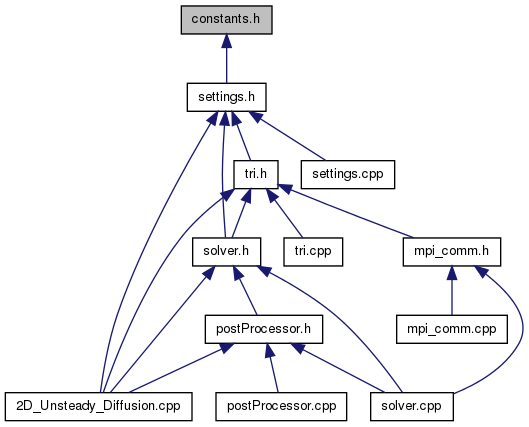 constants.h
settings.h
tri.h
settings.cpp
solver.h
tri.cpp
mpi_comm.h
postProcessor.h
mpi_comm.cpp
2D_Unsteady_Diffusion.cpp
postProcessor.cpp
solver.cpp